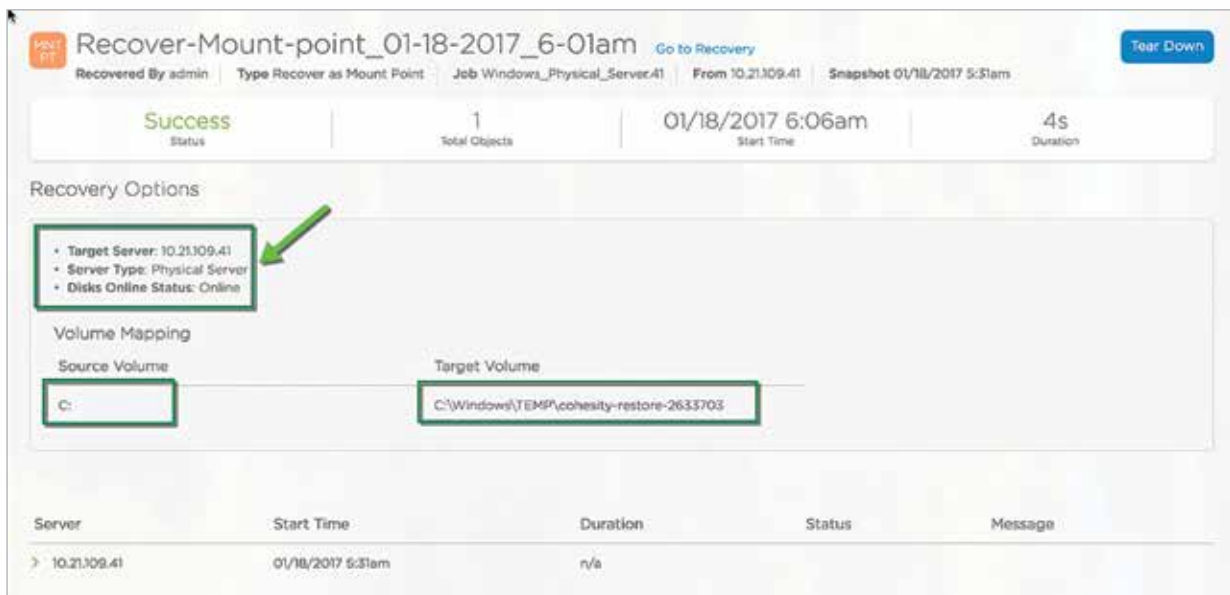 MNT
PT
Recover-Mount-point_01-18-2017_6-01am Go to Recovery
Tear Down
Recovered By admin Type Recover as Mount Point Job Windows_Physical_Server.41 From 10.21.109.41 Snapshot 01/18/2017 5:31am
Success 1 01/18/2017 6:06am 4s
Status Total Objects Start Time Duration
Recovery Options
• Target Server: 10.21.109.41
• Server Type: Physical Server
• Disks Online Status: Online
Volume Mapping
Source Volume Target Volume
C: C:\Windows\TEMP\cohesity-restore-2633703
Server Start Time Duration Status Message
> 10.21.109.41 01/18/2017 5:31am n/a